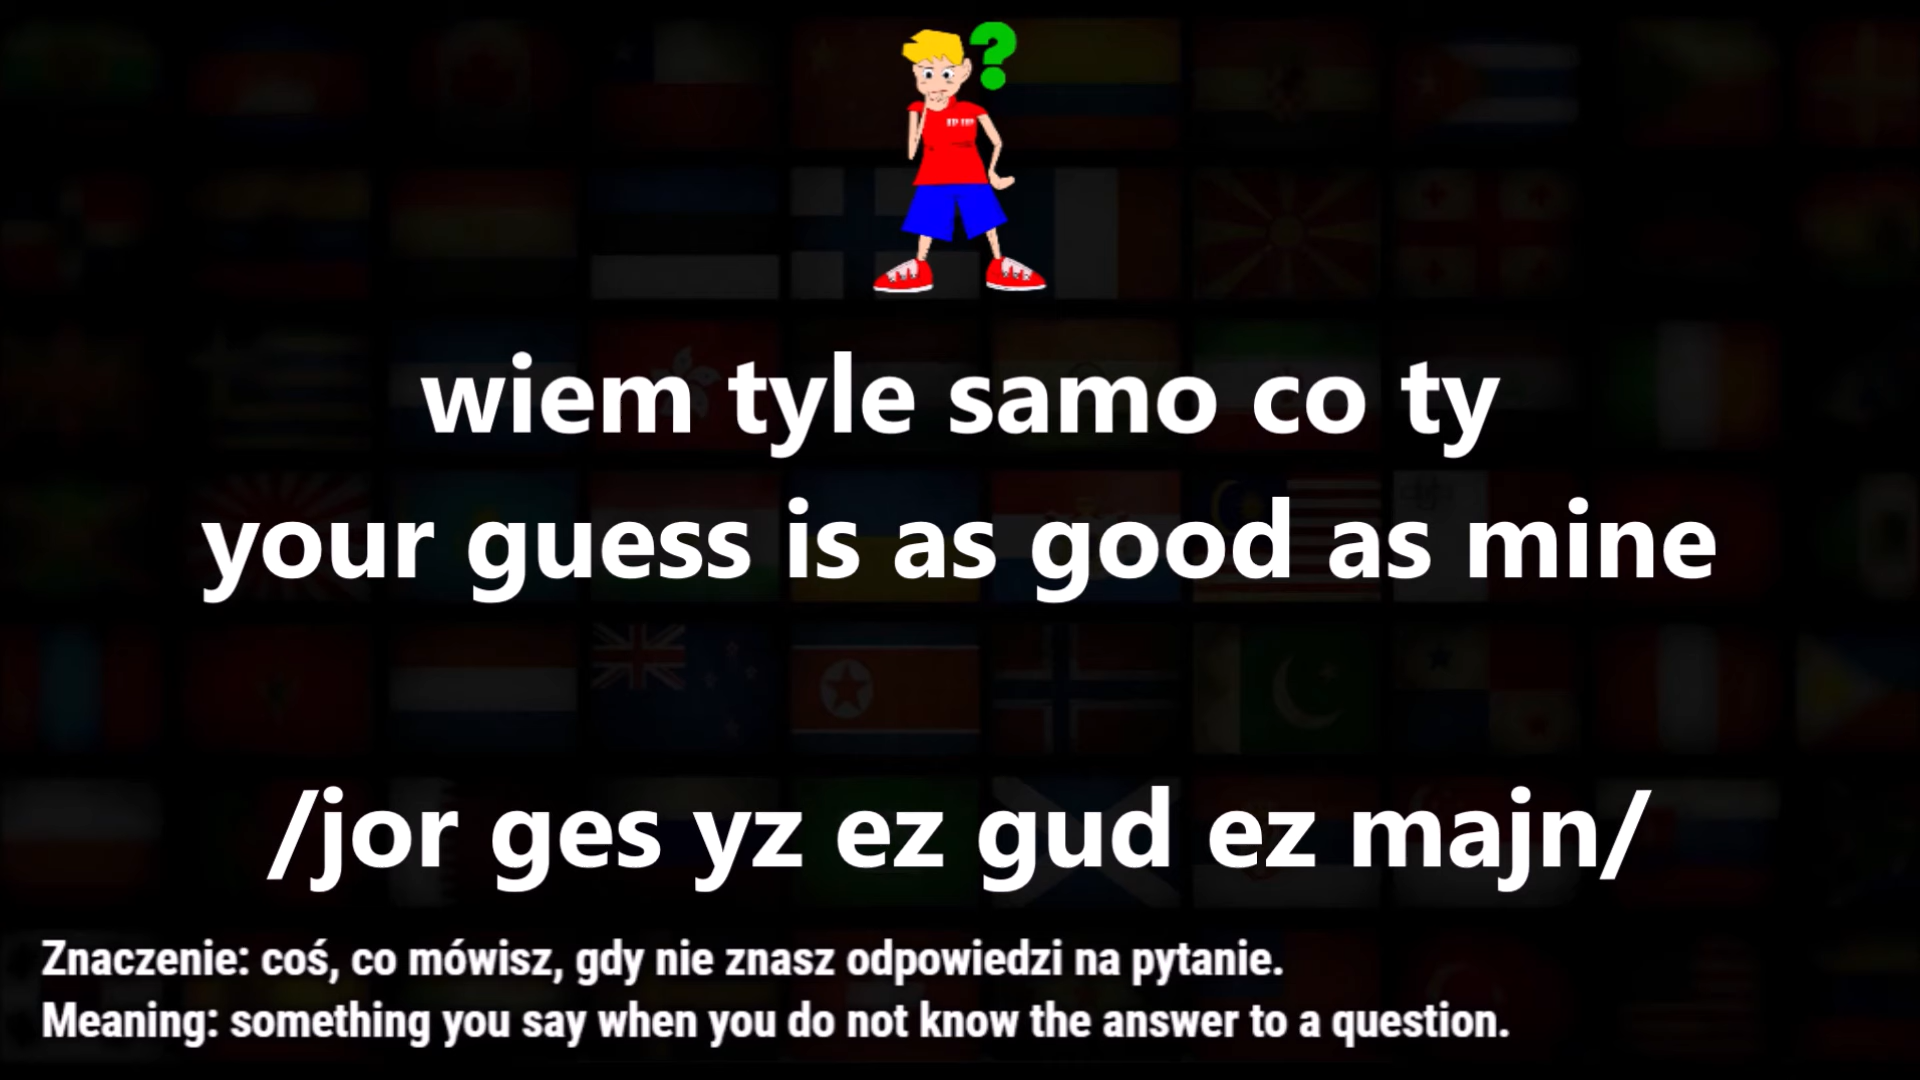 wiem tyle samo co ty
your guess is as good as mine
/jor ges yz ez gud ez majn/
Znaczenie: coś, co mówisz, gdy nie znasz odpowiedzi na pytanie.
Meaning: something you say when you do not know the answer to a question.